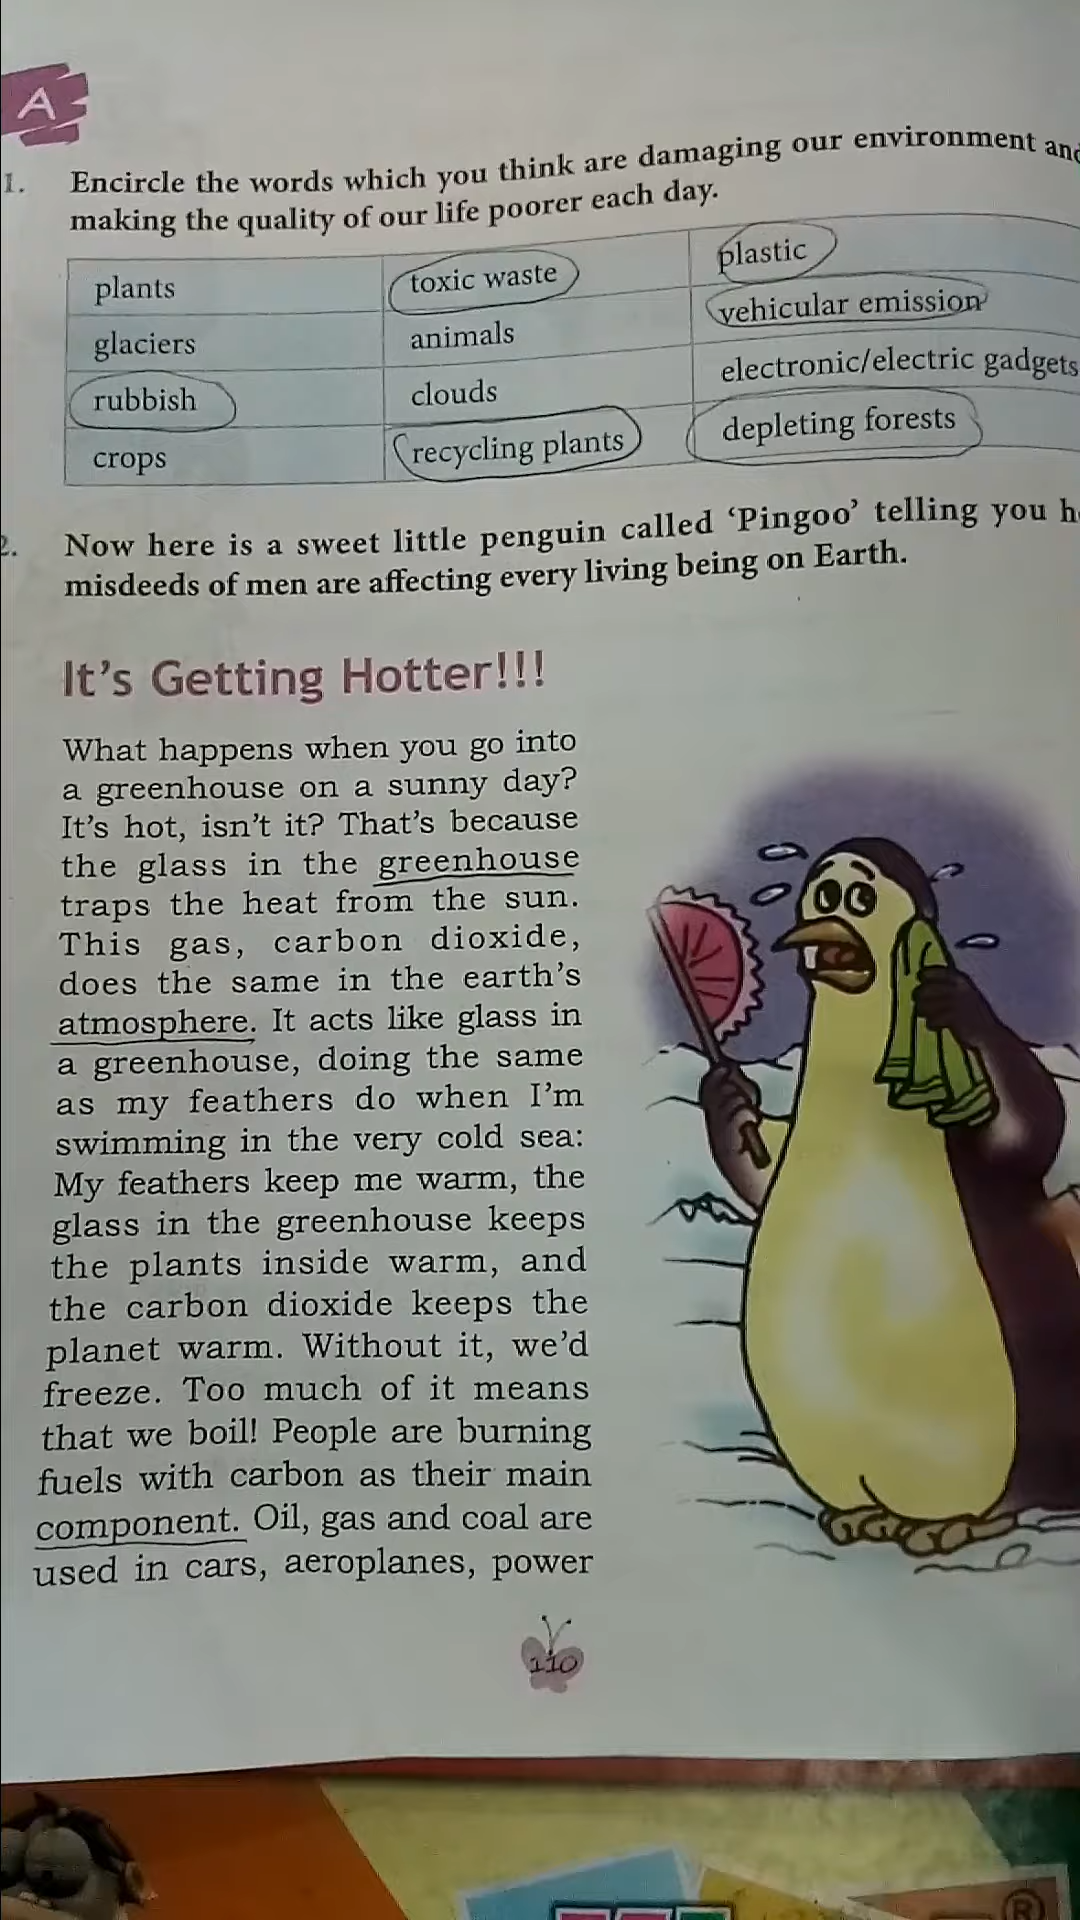 A
1. Encircle the words which you think are damaging our environment and
making the quality of our life poorer each day.
plants toxic waste plastic
glaciers animals vehicular emission
rubbish clouds electronic/electric gadgets
crops recycling plants depleting forests
2. Now here is a sweet little penguin called ‘Pingoo’ telling you
misdeeds of men are affecting every living being on Earth.
It's Getting Hotter!!!
What happens when you go into
a greenhouse on a sunny day?
It's hot, isn't it? That's because
the glass in the greenhouse
traps the heat from the sun.
This gas, carbon dioxide,
does the same in the earth's
atmosphere. It acts like glass in
a greenhouse, doing the same
as my feathers do when I'm
swimming in the very cold sea:
My feathers keep me warm, the
glass in the greenhouse keeps
the plants inside warm, and
the carbon dioxide keeps the
planet warm. Without it, we'd
freeze. Too much of it means
that we boil! People are burning
fuels with carbon as their main
component. Oil, gas and coal are
used in cars, aeroplanes, power
110
®